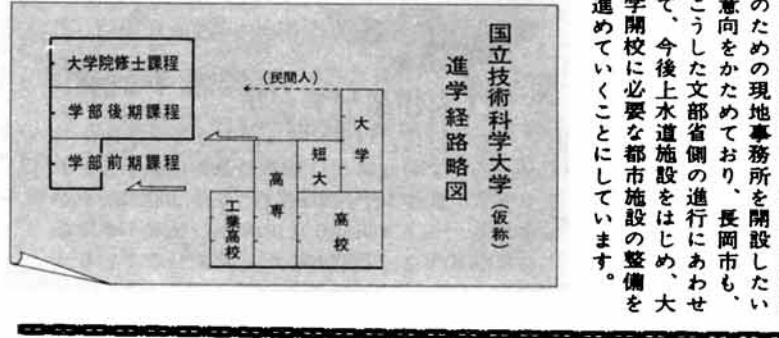 のための現地事務所を開設したい
意向をかためており、長岡市も、
こうした文部省側の進行にあわせ
て、今後上水道施設をはじめ、大
学開校に必要な都市施設の整備を
進めていくことにしています。
国立技術科学大学（仮称）
進学経路略図
大学院修士課程
学部後期課程
学部前期課程
（民間人）
大学
短大
高専
高校
工業高校